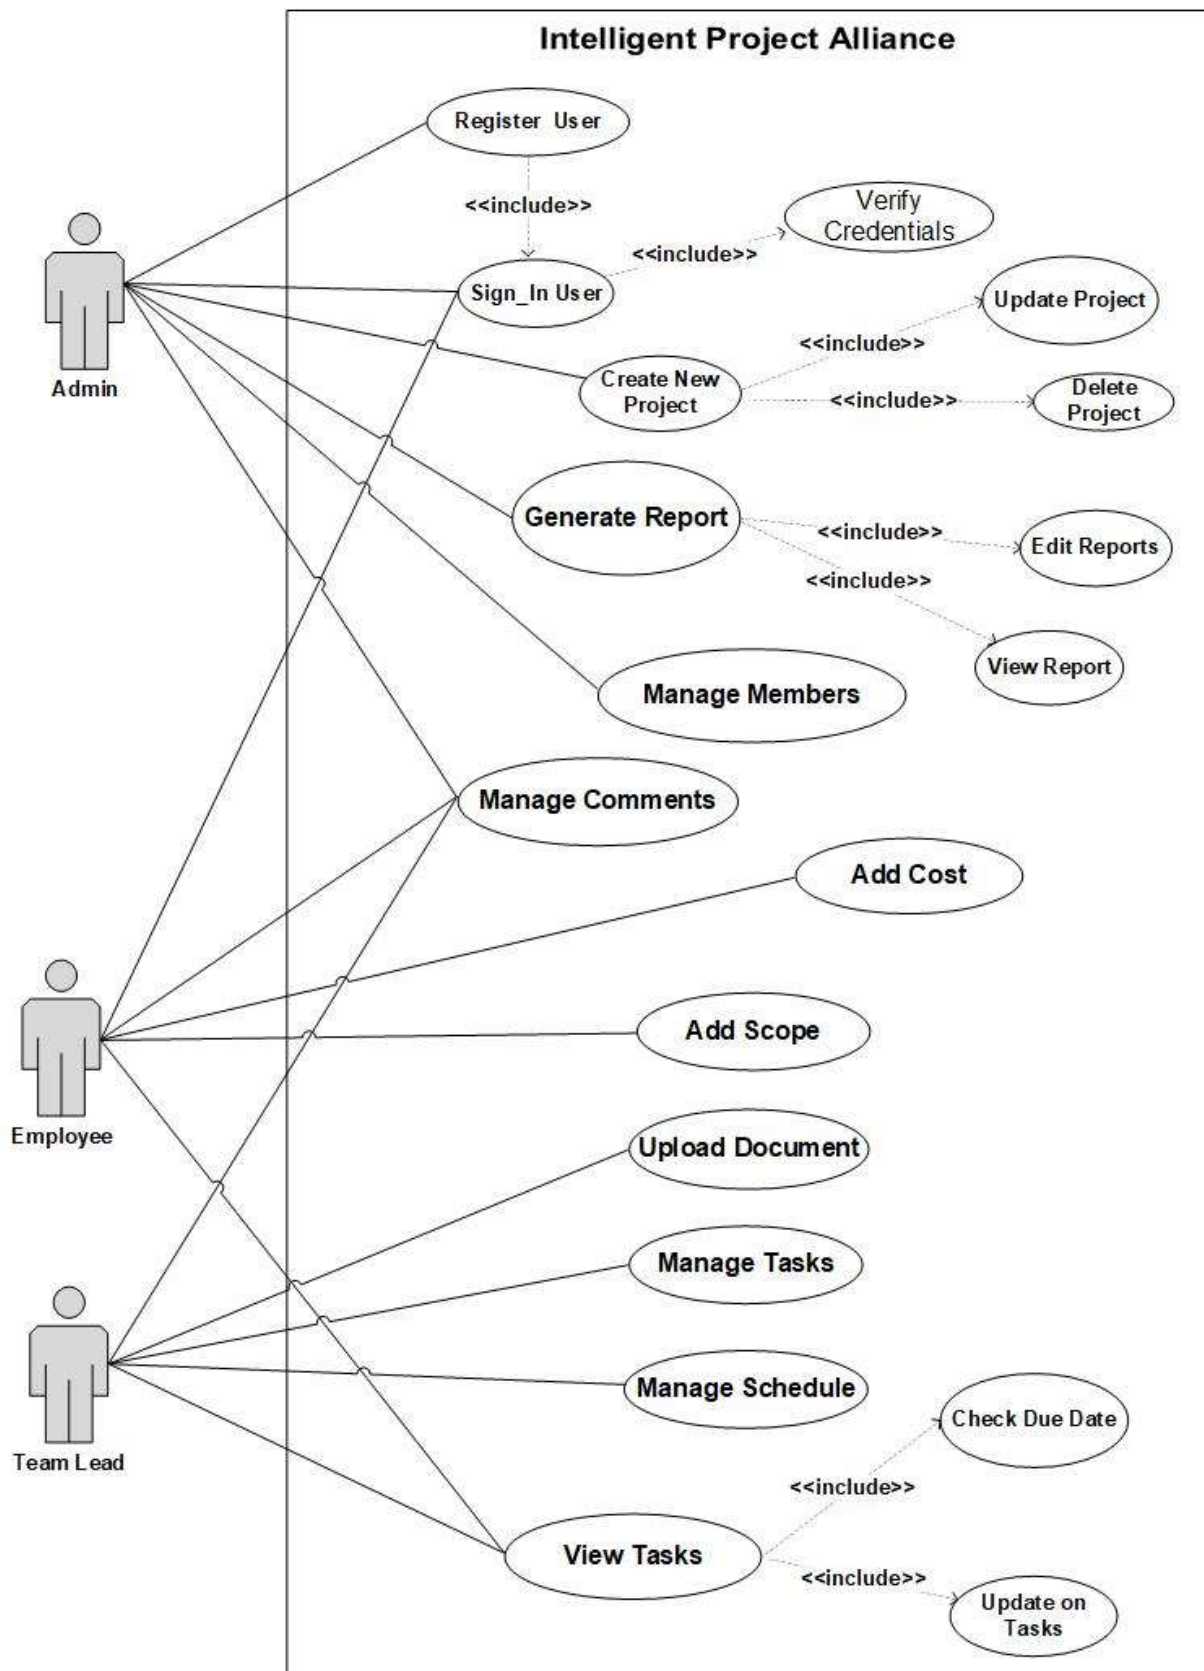 Intelligent Project Alliance
Register User
<<include>>
Verify
Credentials
<<include>>
Sign_In User
Update Project
<<include>>
Create New
Project
<<include>>
Delete
Project
Admin
Generate Report
<<include>>
Edit Reports
<<include>>
View Report
Manage Members
Manage Comments
Add Cost
Add Scope
Employee
Upload Document
Manage Tasks
Manage Schedule
Check Due Date
Team Lead
<<include>>
View Tasks
<<include>>
Update on
Tasks